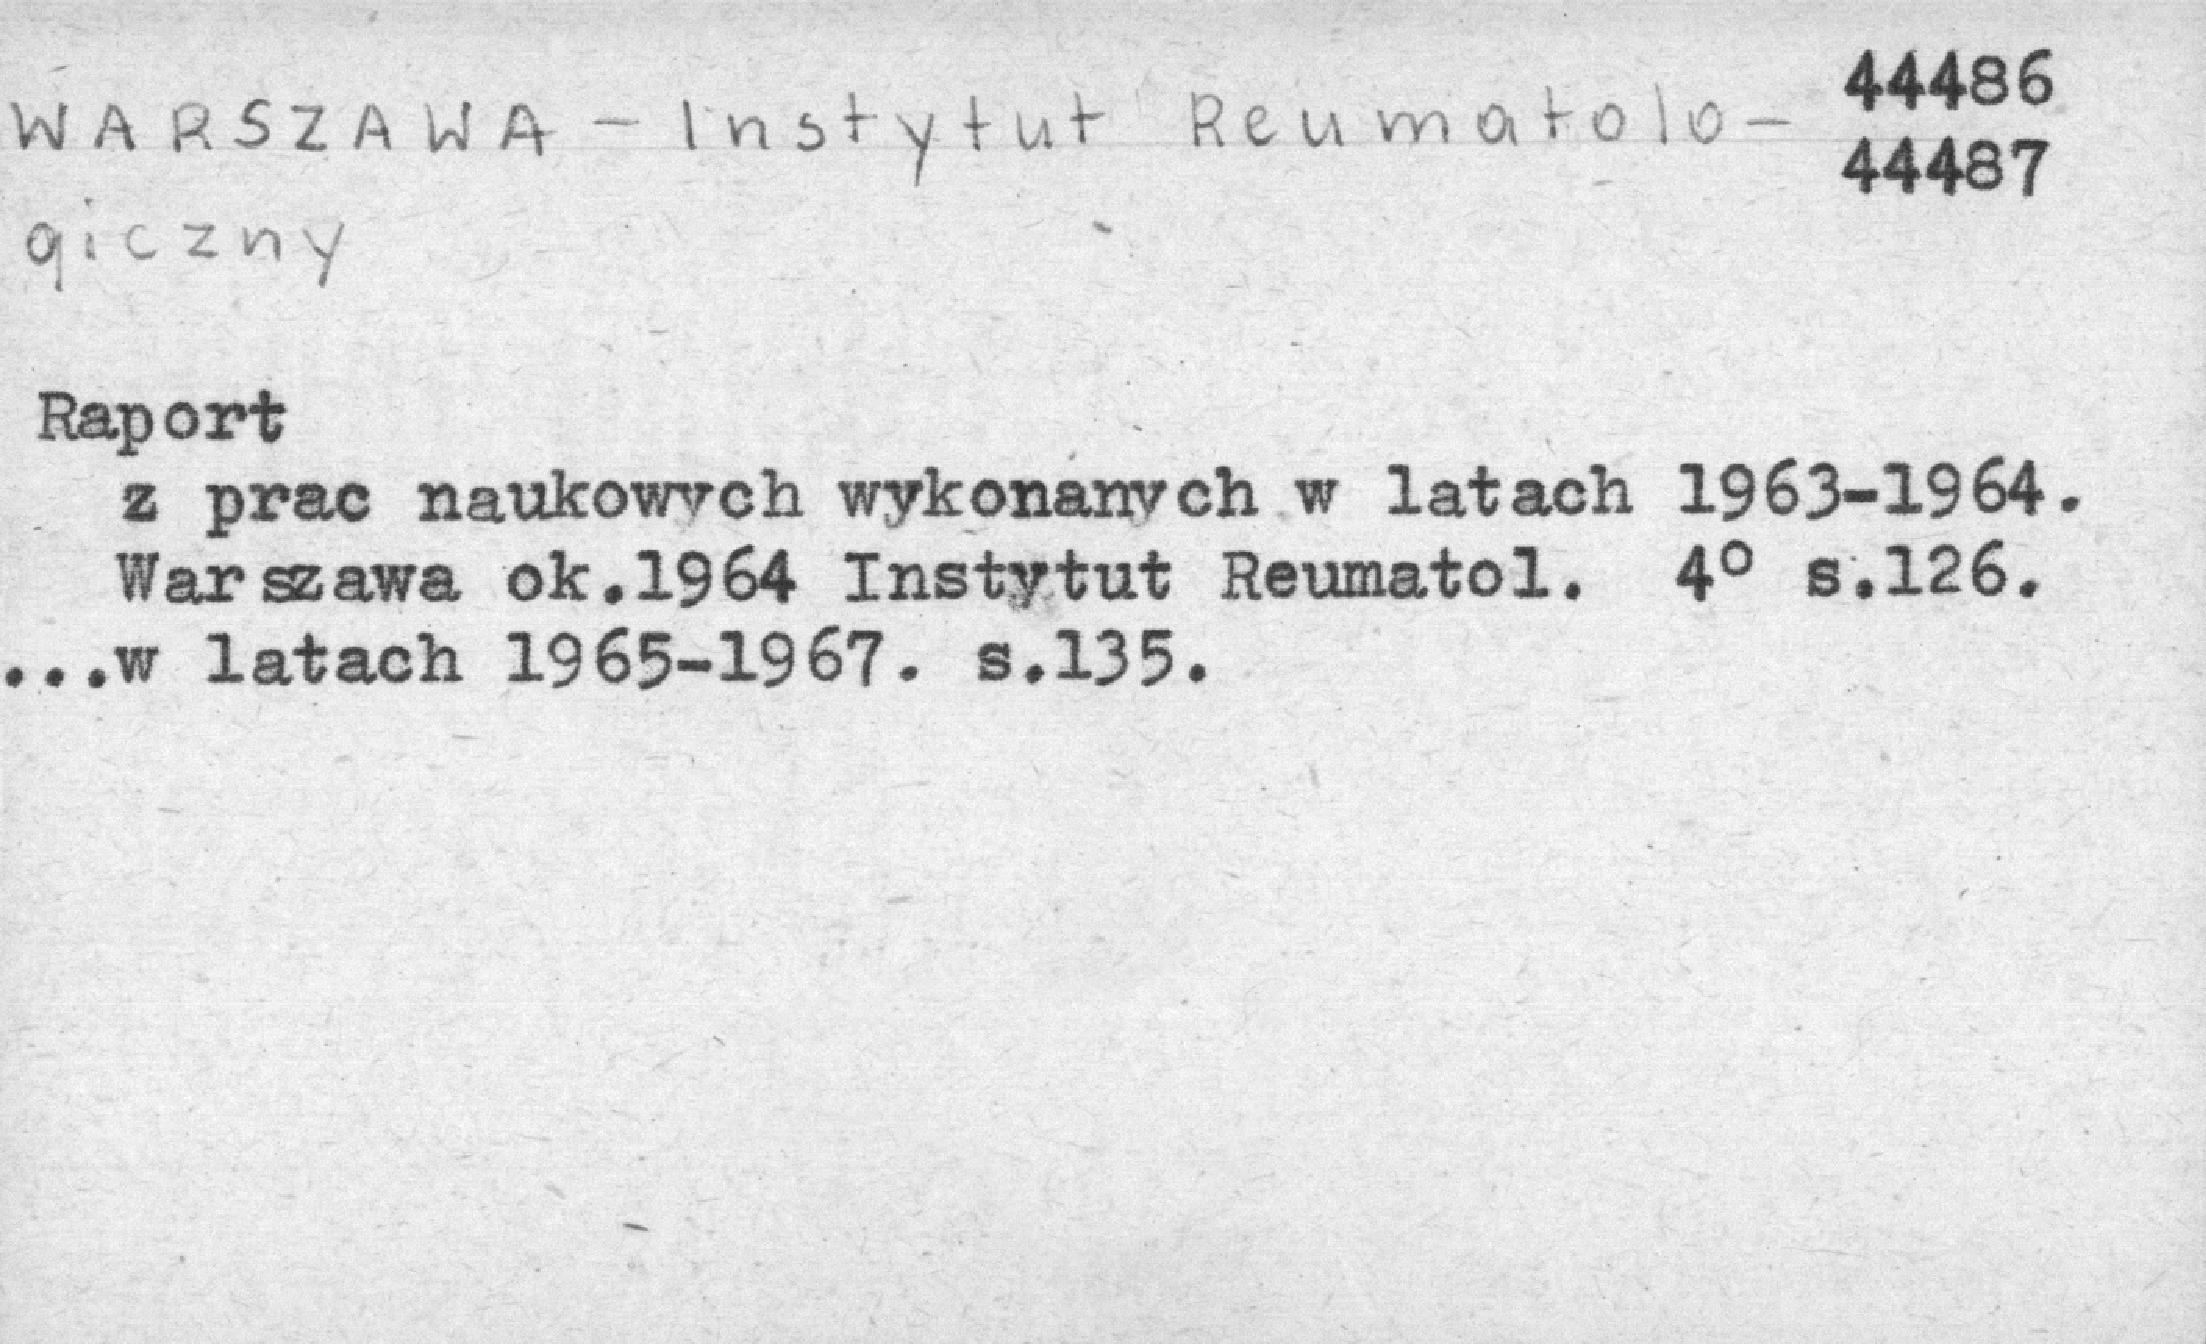 WARSZAWA - Instytut Reumatolo-
44486
44487
giczny
Raport
z prac naukowych wykonanych w latach 1963-1964.
Warszawa ok.1964 Instytut Reumatol. 4° s.126.
...w latach 1965-1967. s.135.